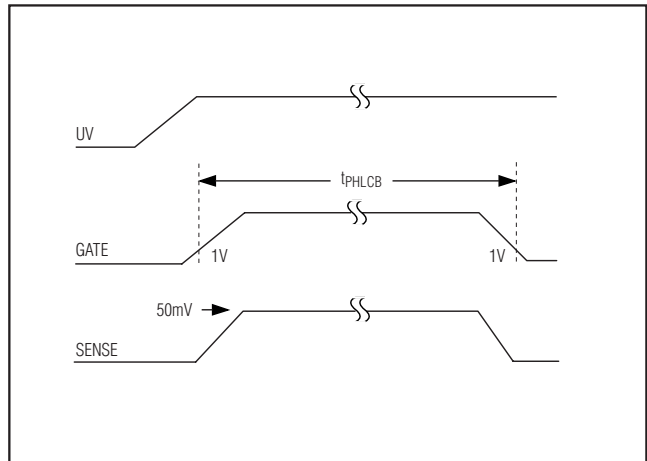 UV
tPHLCB
GATE
1V
1V
50mV
SENSE